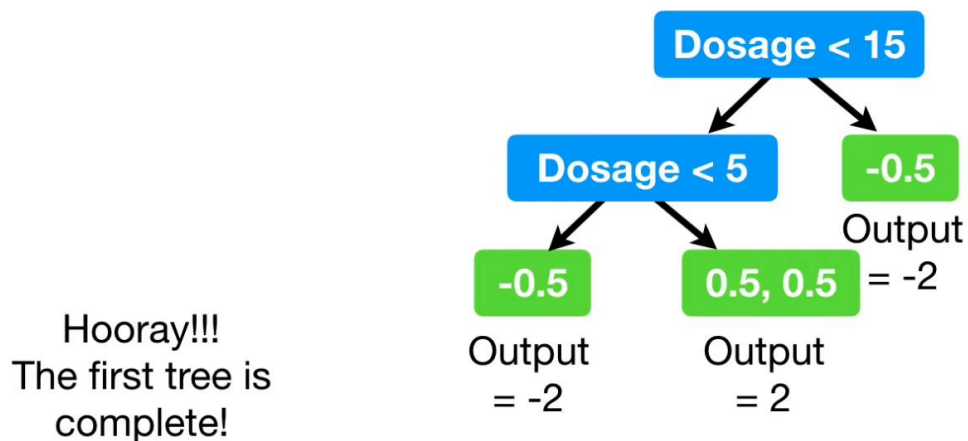 Dosage < 15
Dosage < 5
-0.5
Output
= -2
-0.5
0.5, 0.5
Output
= -2
Output
= 2
Hooray!!!
The first tree is
complete!